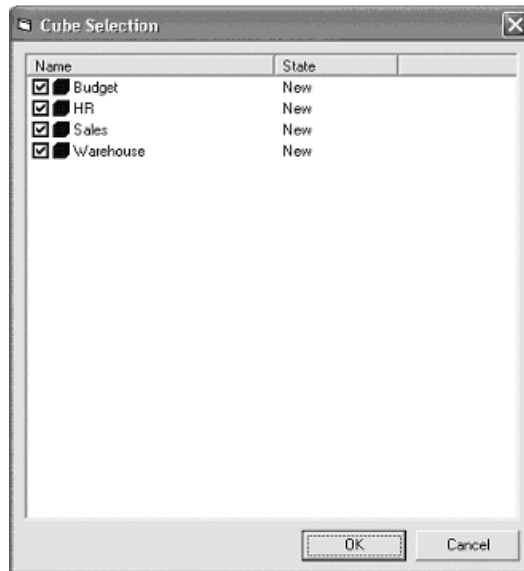 Cube Selection
Name State
Budget New
HR New
Sales New
Warehouse New
OK Cancel